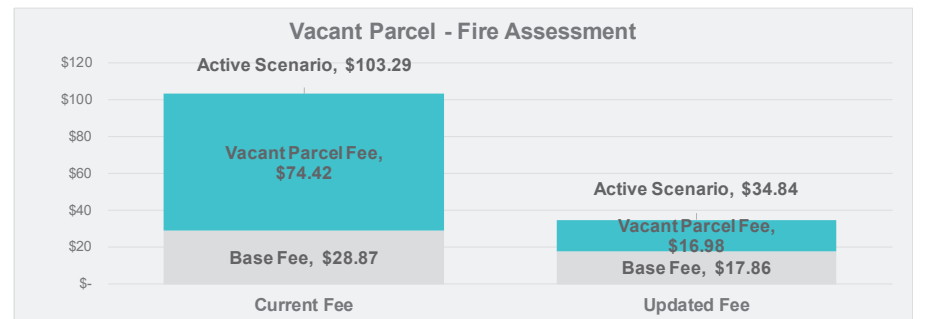 Vacant Parcel - Fire Assessment
$120
$100
$80
$60
$40
$20
$-
Active Scenario, $103.29
Vacant Parcel Fee,
$74.42
Base Fee, $28.87
Active Scenario, $34.84
Vacant Parcel Fee,
$16.98
Base Fee, $17.86
Current Fee
Updated Fee